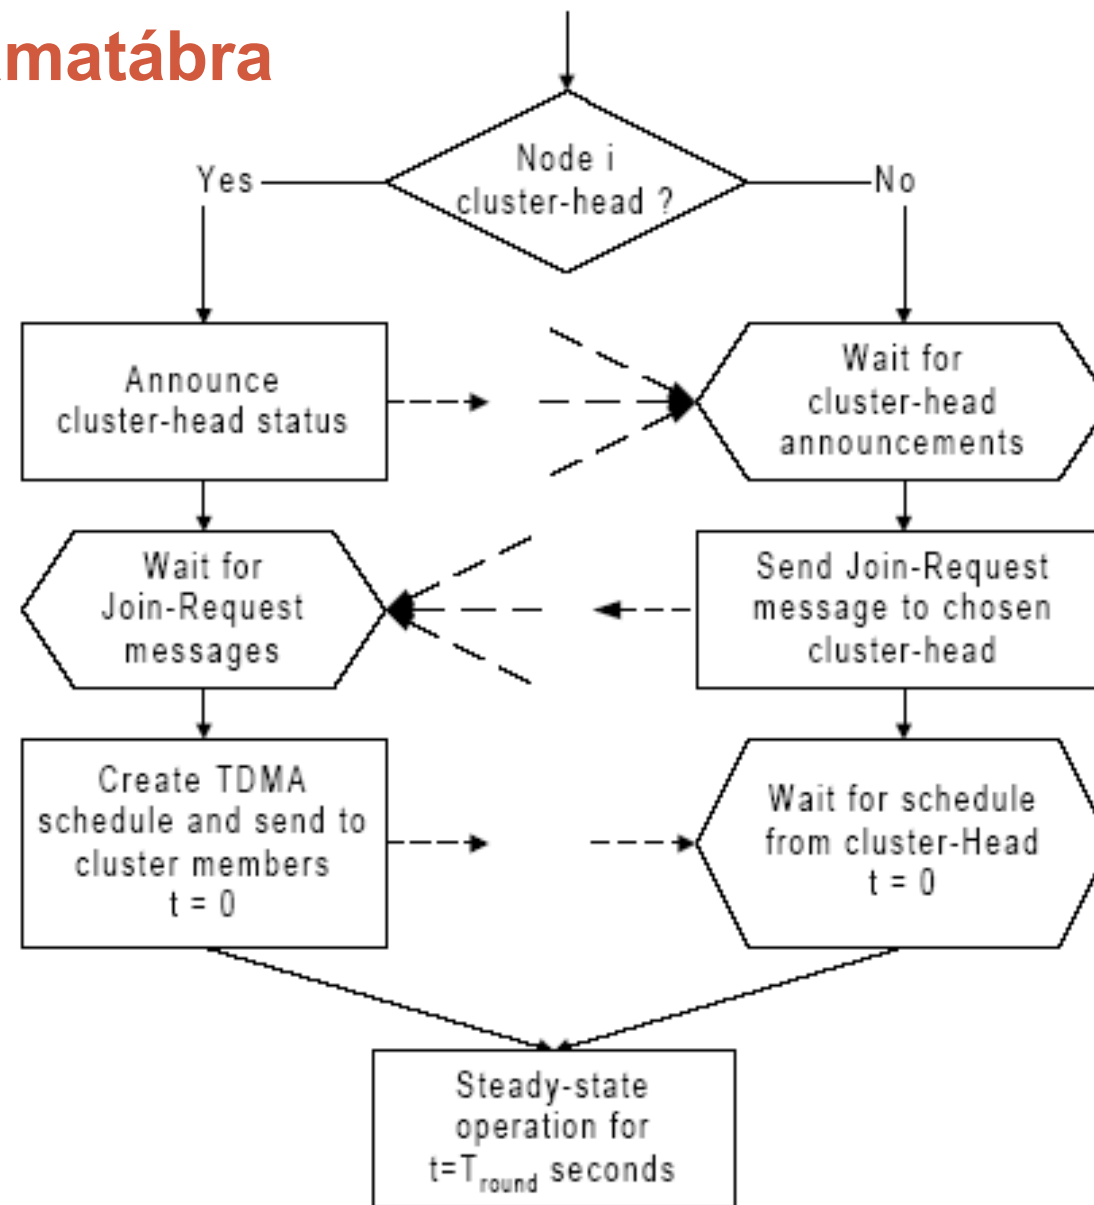 matábra
Node i
cluster-head ?
Yes
No
Announce
cluster-head status
Wait for
cluster-head
announcements
Wait for
Join-Request
messages
Send Join-Request
message to chosen
cluster-head
Create TDMA
schedule and send to
cluster members
t = 0
Wait for schedule
from cluster-Head
t = 0
Steady-state
operation for
t=Tround seconds